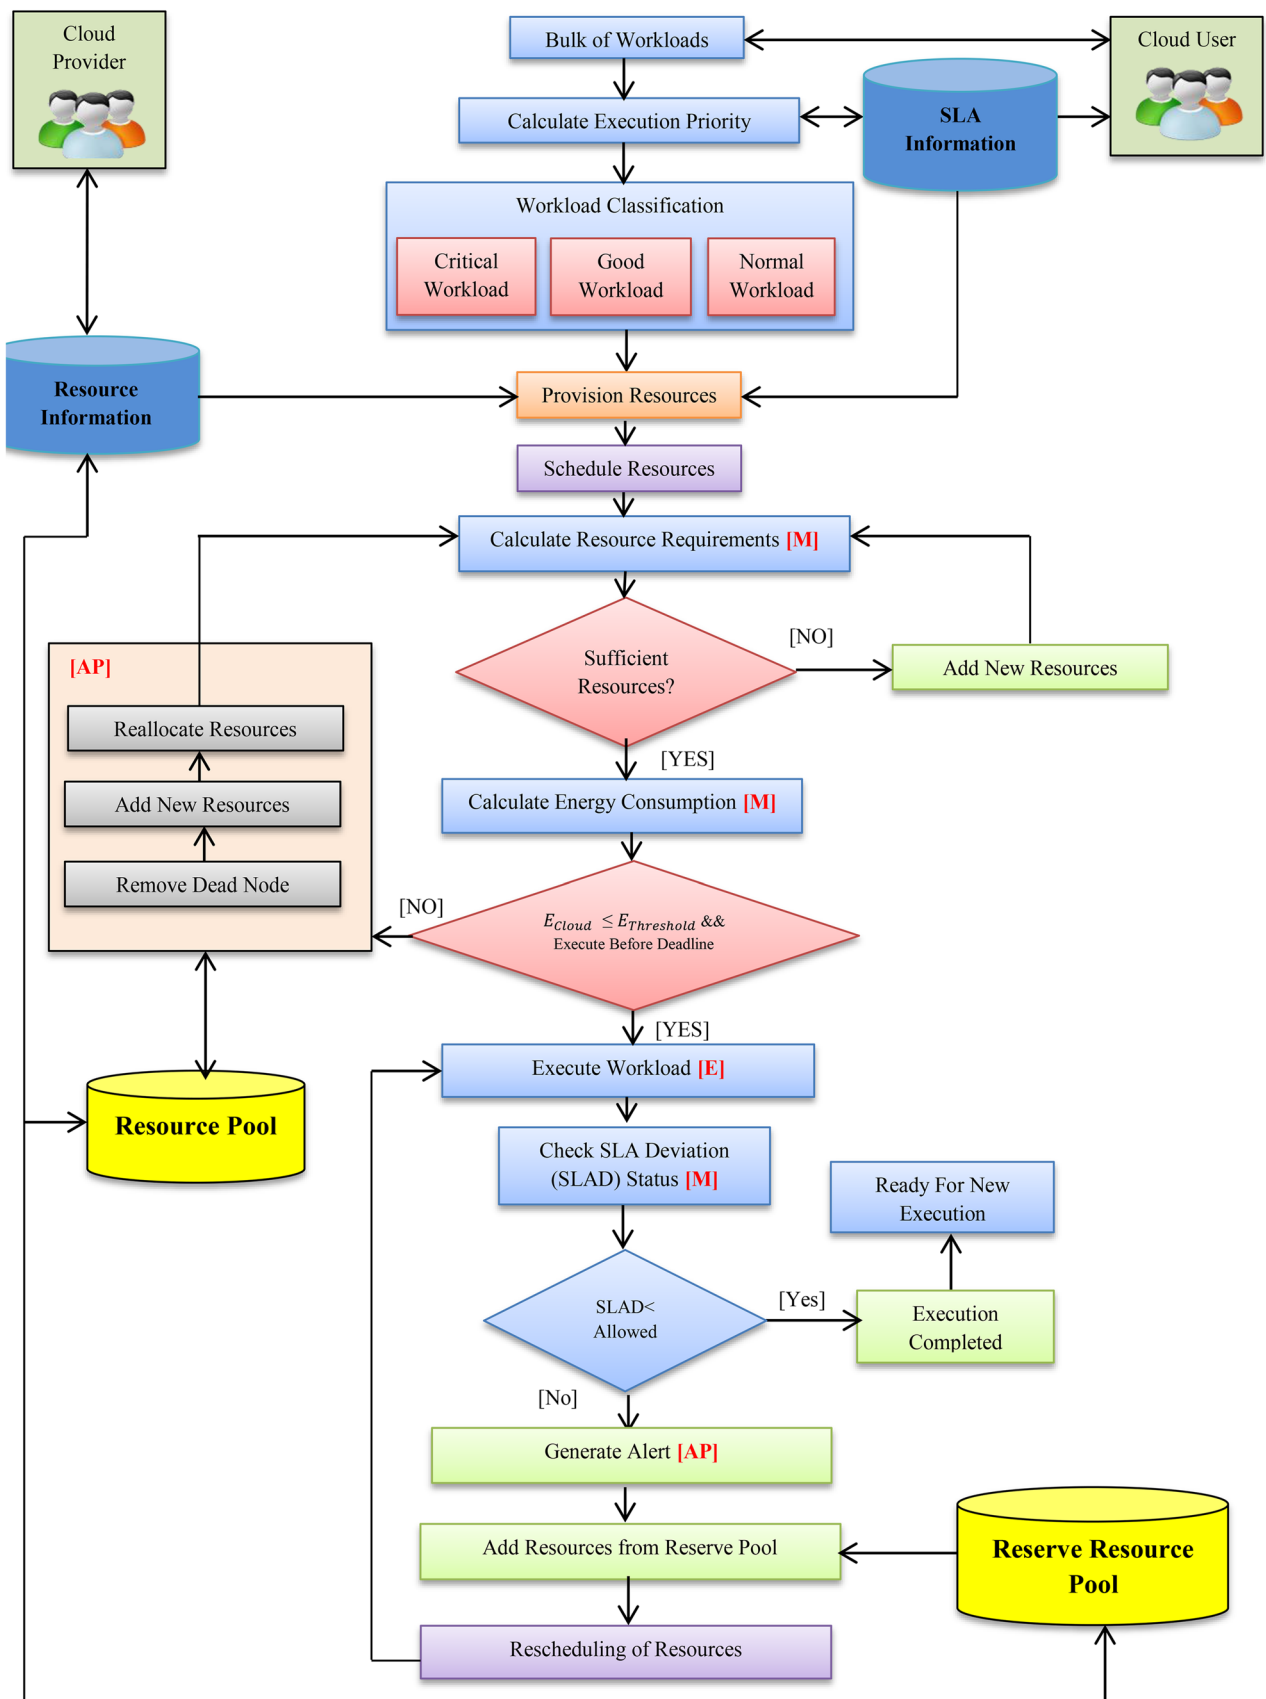 Cloud
Provider
Bulk of Workloads
Cloud User
Calculate Execution Priority
SLA
Information
Workload Classification
Critical
Workload
Good
Workload
Normal
Workload
Resource
Information
Provision Resources
Schedule Resources
Calculate Resource Requirements [M]
[NO]
Sufficient
Resources?
Add New Resources
[AP]
Reallocate Resources
[YES]
Add New Resources
Calculate Energy Consumption [M]
Remove Dead Node
[NO]
E_Cloud ≤ E_Threshold &&
Execute Before Deadline
[YES]
Execute Workload [E]
Resource Pool
Check SLA Deviation
(SLAD) Status [M]
Ready For New
Execution
SLAD<
Allowed
[Yes]
Execution
Completed
[No]
Generate Alert [AP]
Add Resources from Reserve Pool
Reserve Resource
Pool
Rescheduling of Resources